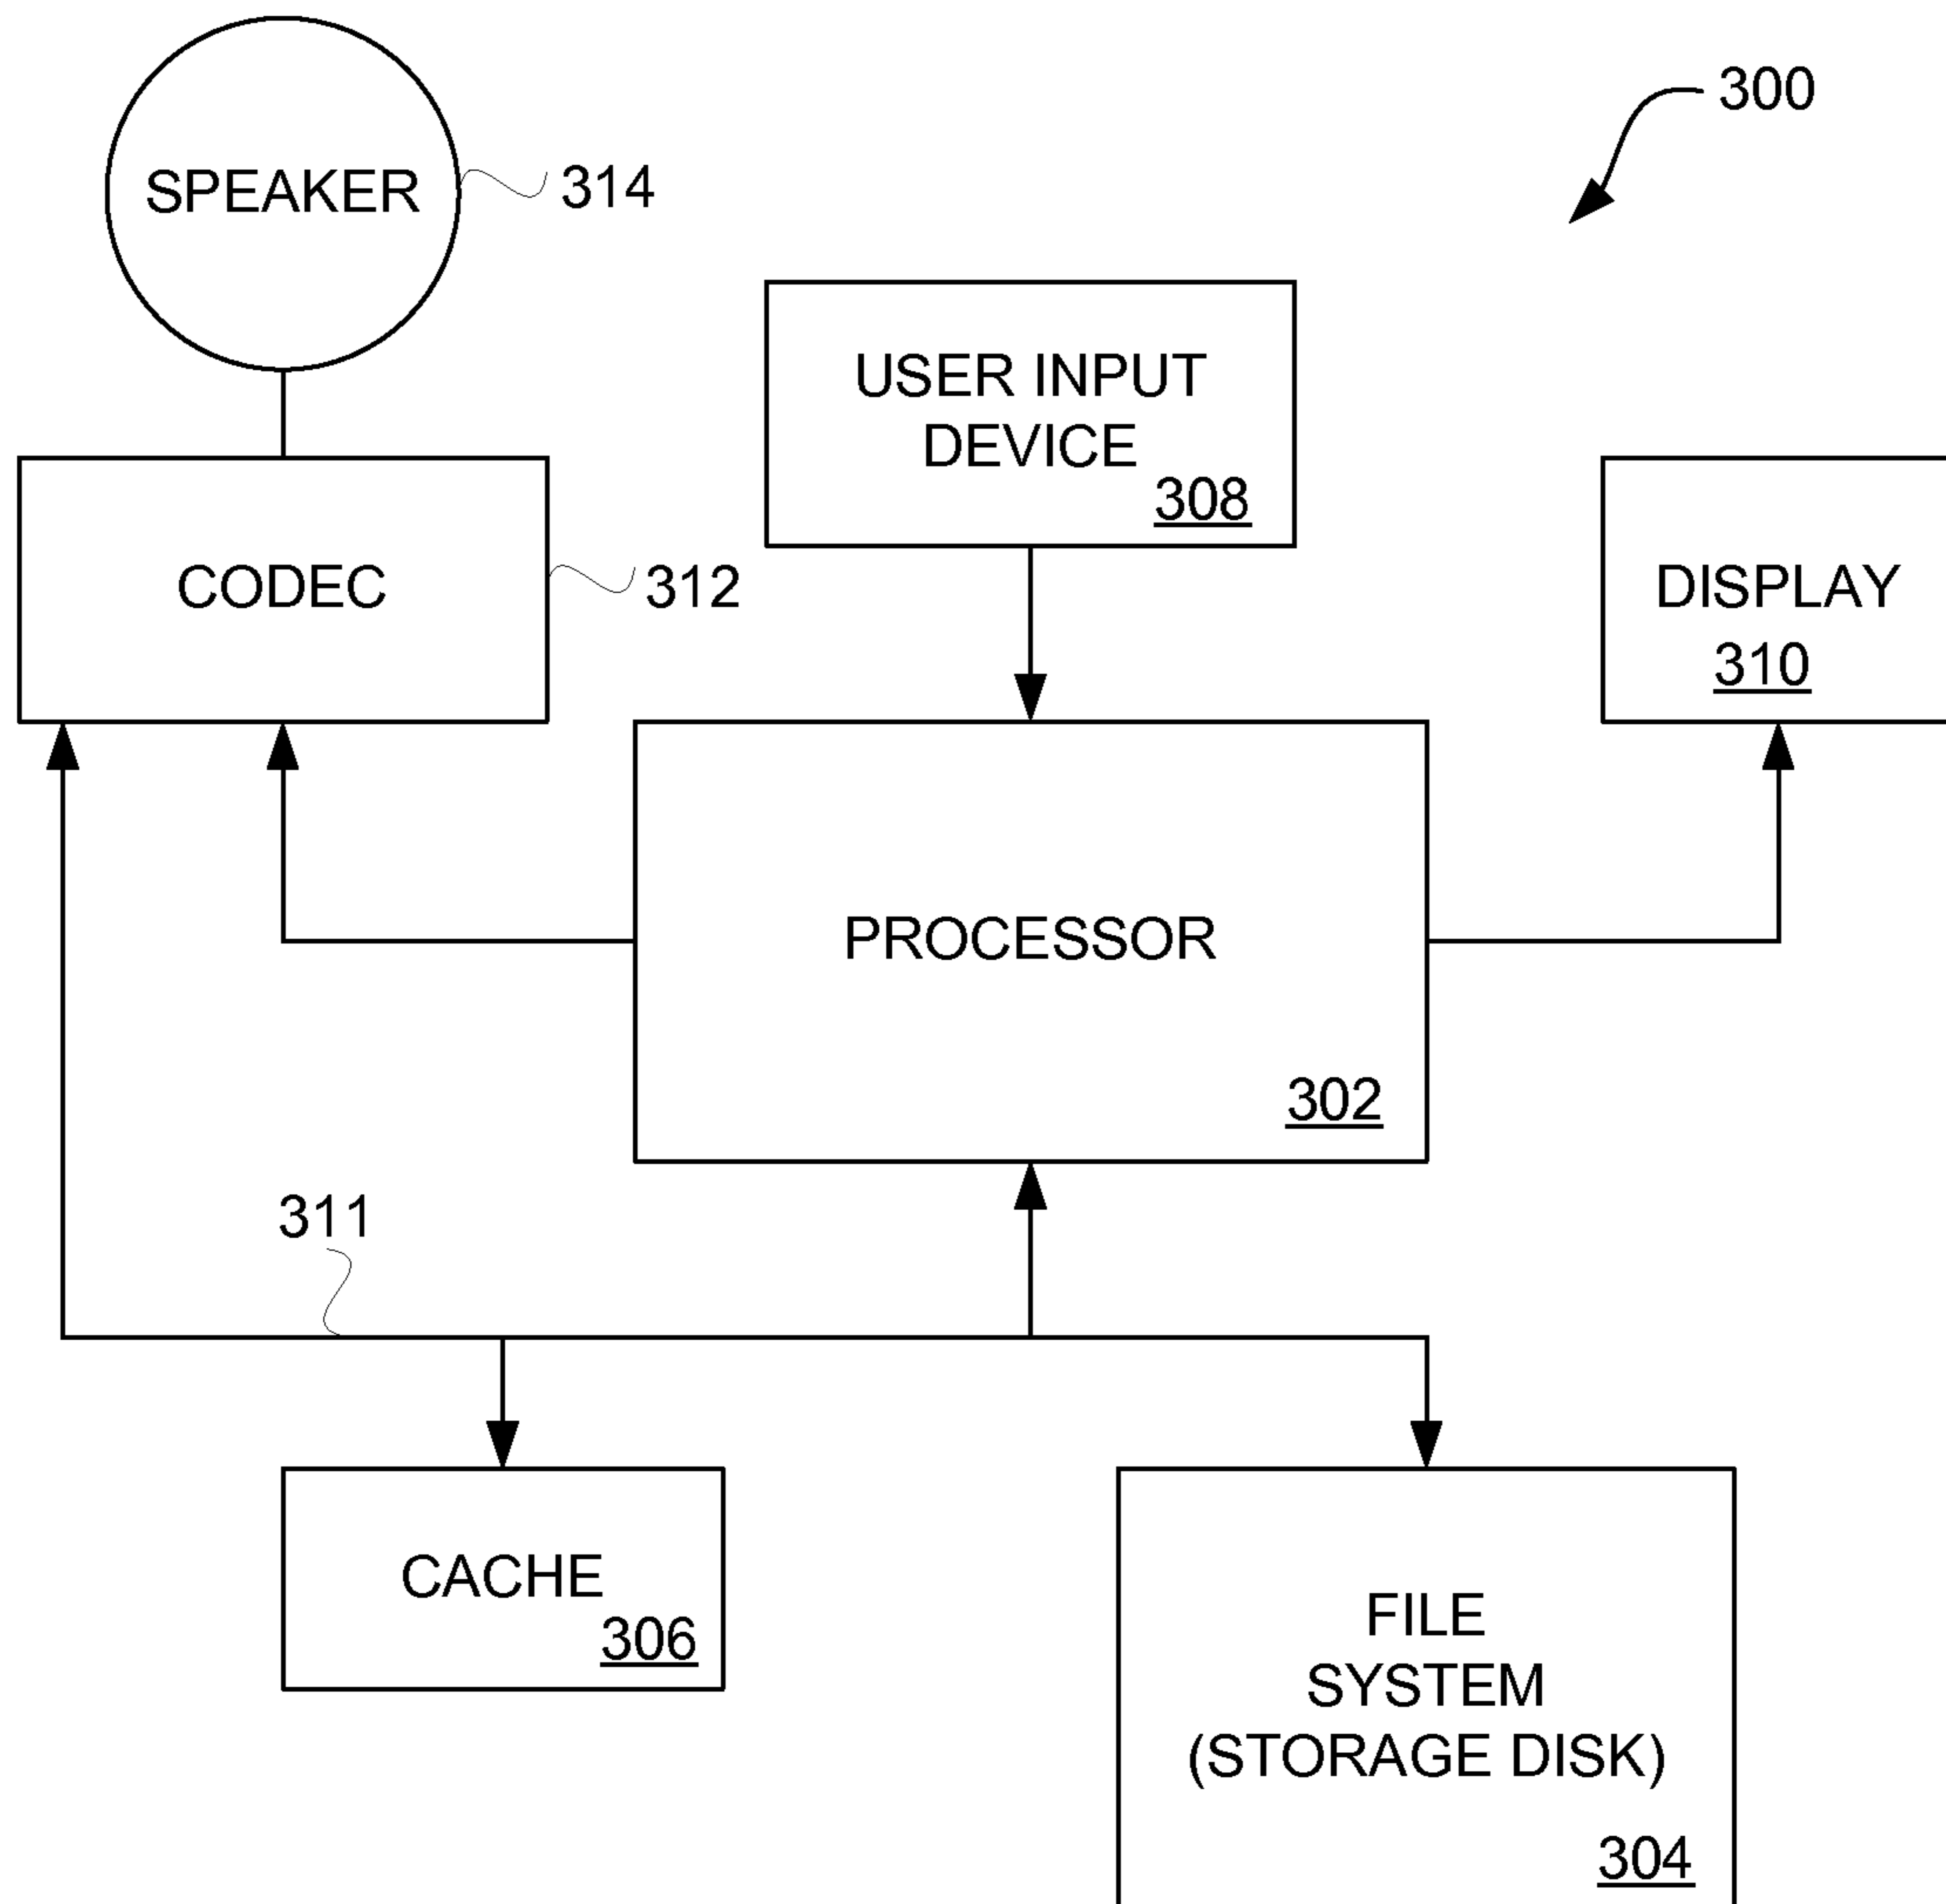 300
SPEAKER
314
USER INPUT
DEVICE
308
CODEC
312
DISPLAY
310
PROCESSOR
302
311
CACHE
306
FILE
SYSTEM
(STORAGE DISK)
304